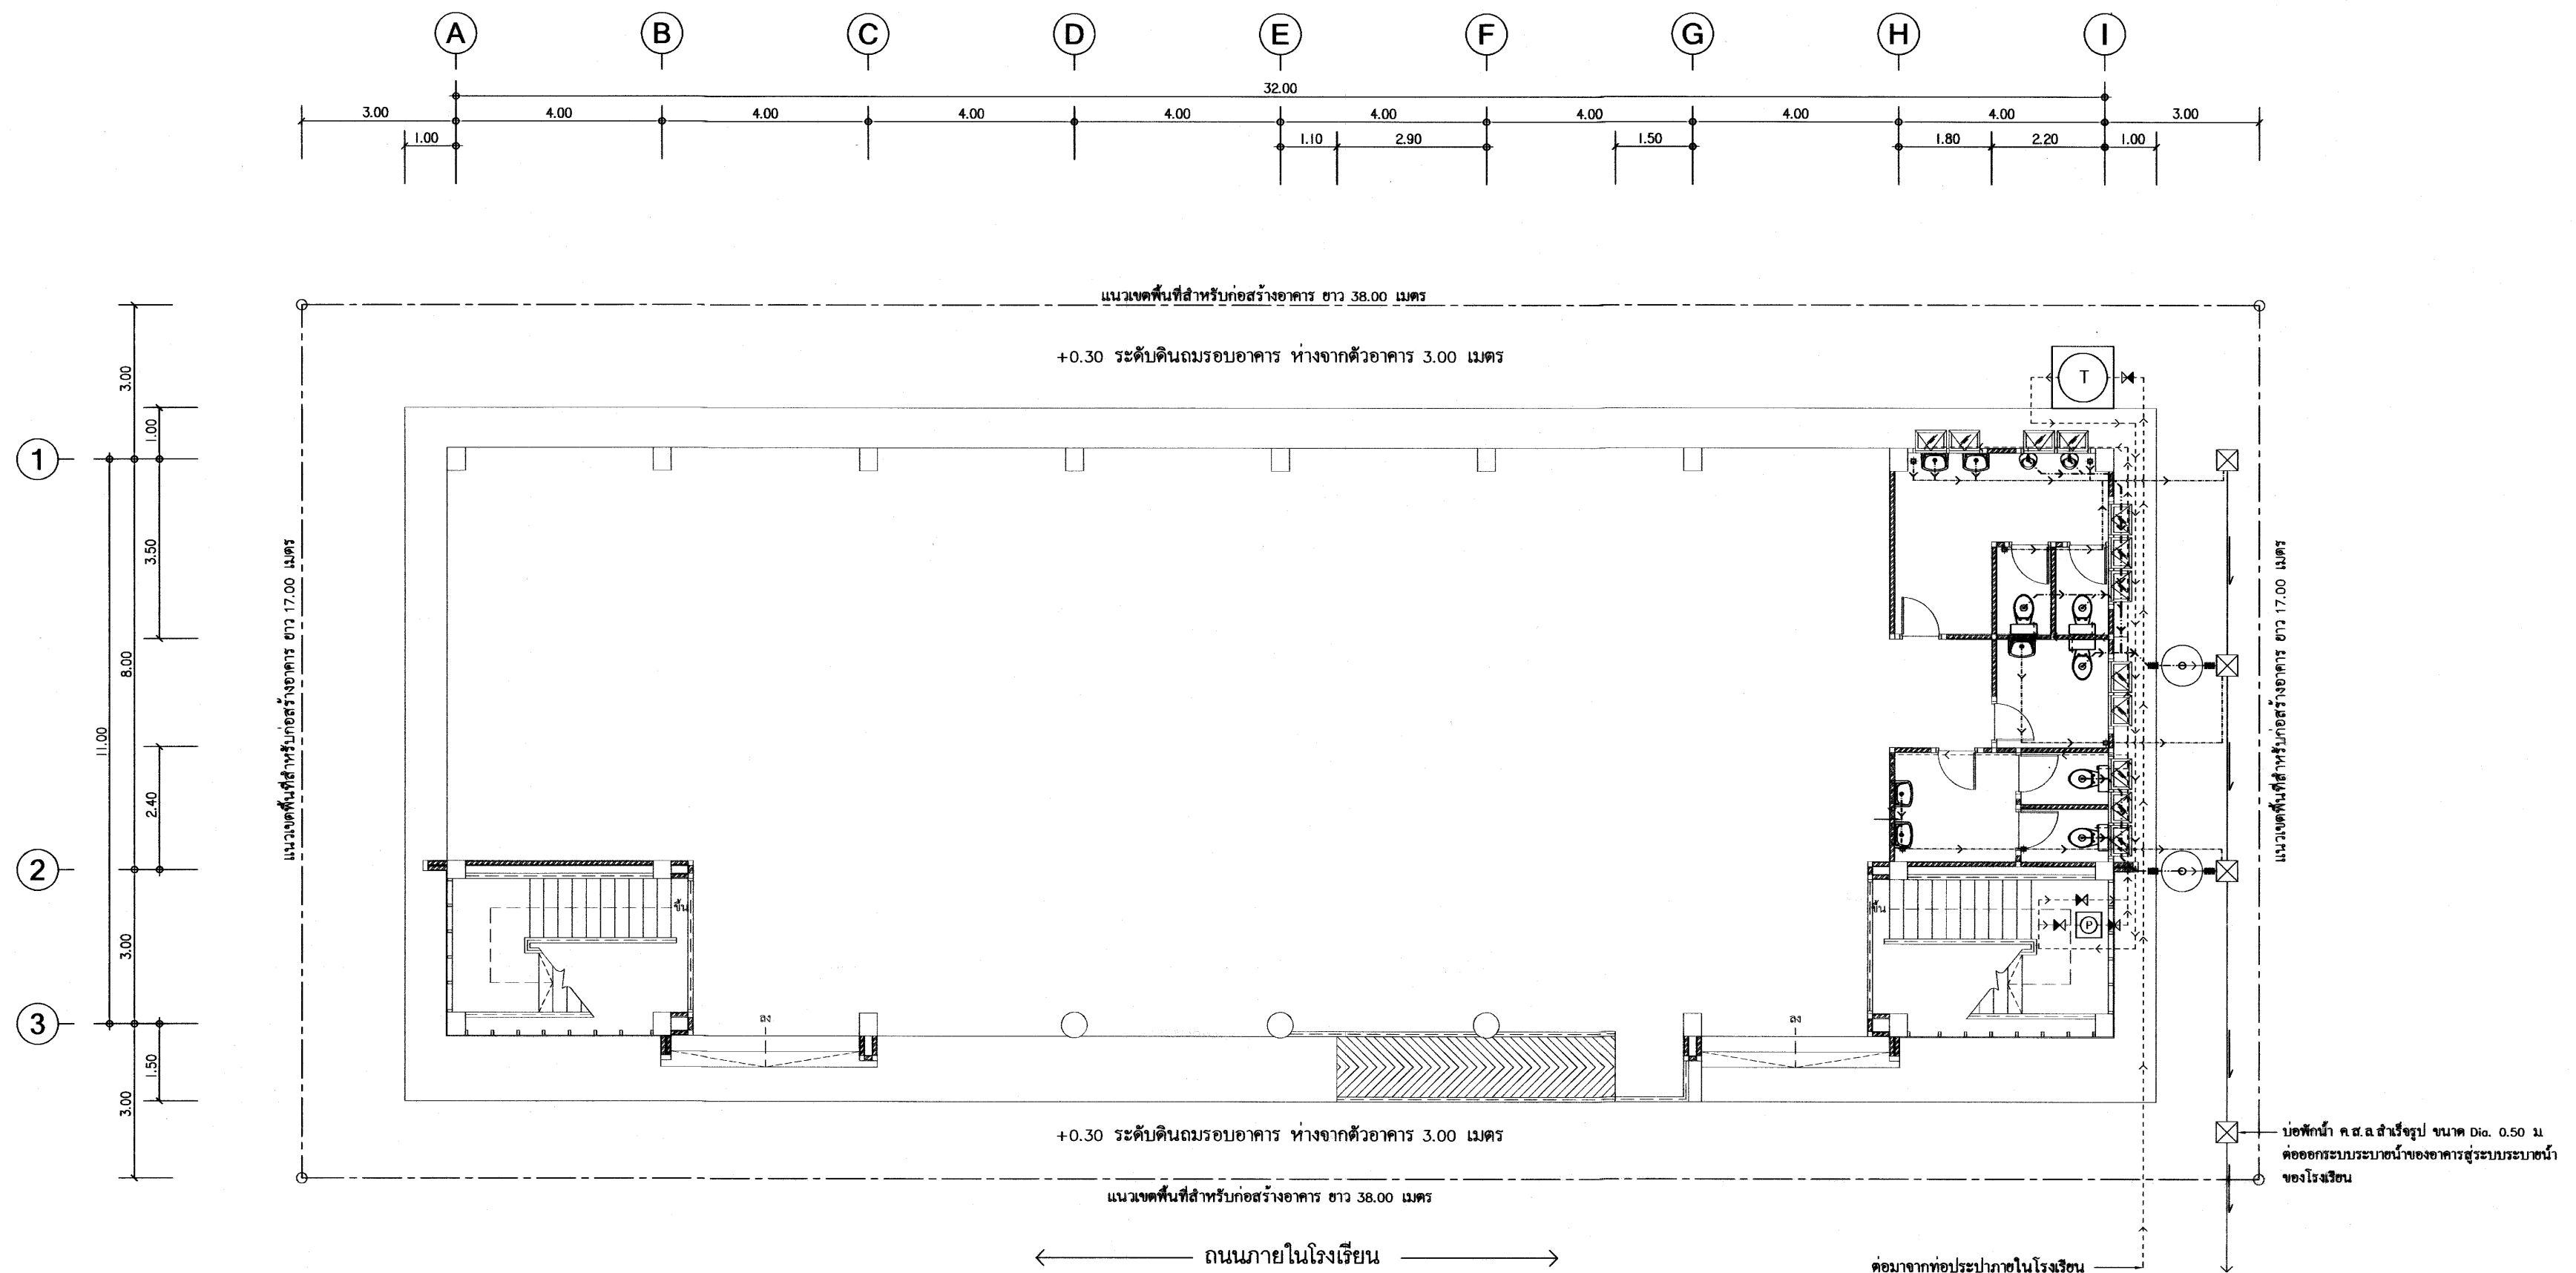 A B C D E F G H I
32.00
3.00 4.00 4.00 4.00 4.00 4.00 4.00 4.00 4.00 3.00
1.00 1.10 2.90 1.50 1.80 2.20 1.00
แนวเขตพื้นที่สำหรับก่อสร้างอาคาร ยาว 38.00 เมตร
+0.30 ระดับดินถมรอบอาคาร ห่างจากตัวอาคาร 3.00 เมตร
T
1
2
3
3.00
1.00
3.50
8.00
11.00
2.40
3.00
1.50
3.00
แนวเขตพื้นที่สำหรับก่อสร้างอาคาร ยาว 17.00 เมตร
แนวเขตพื้นที่สำหรับก่อสร้างอาคาร ยาว 17.00 เมตร
ขึ้น
ขึ้น
P
ลง
ลง
+0.30 ระดับดินถมรอบอาคาร ห่างจากตัวอาคาร 3.00 เมตร
บ่อพักน้ำ ค.ส.ล.สำเร็จรูป ขนาด Dia. 0.50 ม.
ต่อออกระบบระบายน้ำของอาคารสู่ระบบระบายน้ำ
ของโรงเรียน
แนวเขตพื้นที่สำหรับก่อสร้างอาคาร ยาว 38.00 เมตร
ถนนภายในโรงเรียน
ต่อมาจากท่อประปาภายในโรงเรียน